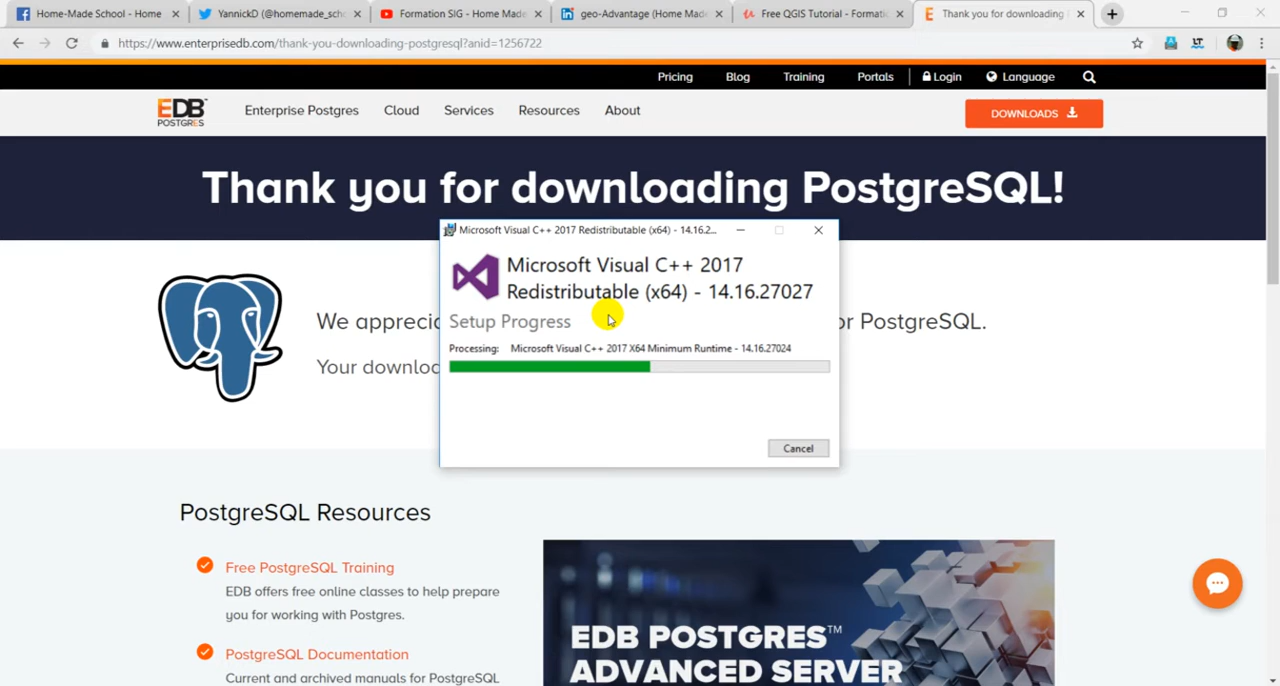 Home-Made School - Home
YannickD (@homemade_scho
Formation SIG - Home Made
geo-Advantage (Home Made
Free QGIS Tutorial - Formatio
Thank you for downloading
https://www.enterprisedb.com/thank-you-downloading-postgresql?anid=1256722
Pricing
Blog
Training
Portals
Login
Language
EDB
POSTGRES
Enterprise Postgres
Cloud
Services
Resources
About
DOWNLOADS
Thank you for downloading PostgreSQL!
Microsoft Visual C++ 2017 Redistributable (x64) - 14.16.2...
Microsoft Visual C++ 2017
Redistributable (x64) - 14.16.27027
Setup Progress
Processing: Microsoft Visual C++ 2017 X64 Minimum Runtime - 14.16.27024
Cancel
We apprecia
or PostgreSQL.
Your downloa
PostgreSQL Resources
Free PostgreSQL Training
EDB offers free online classes to help prepare
you for working with Postgres.
PostgreSQL Documentation
Current and archived manuals for PostgreSQL
EDB POSTGRES™
ADVANCED SERVER